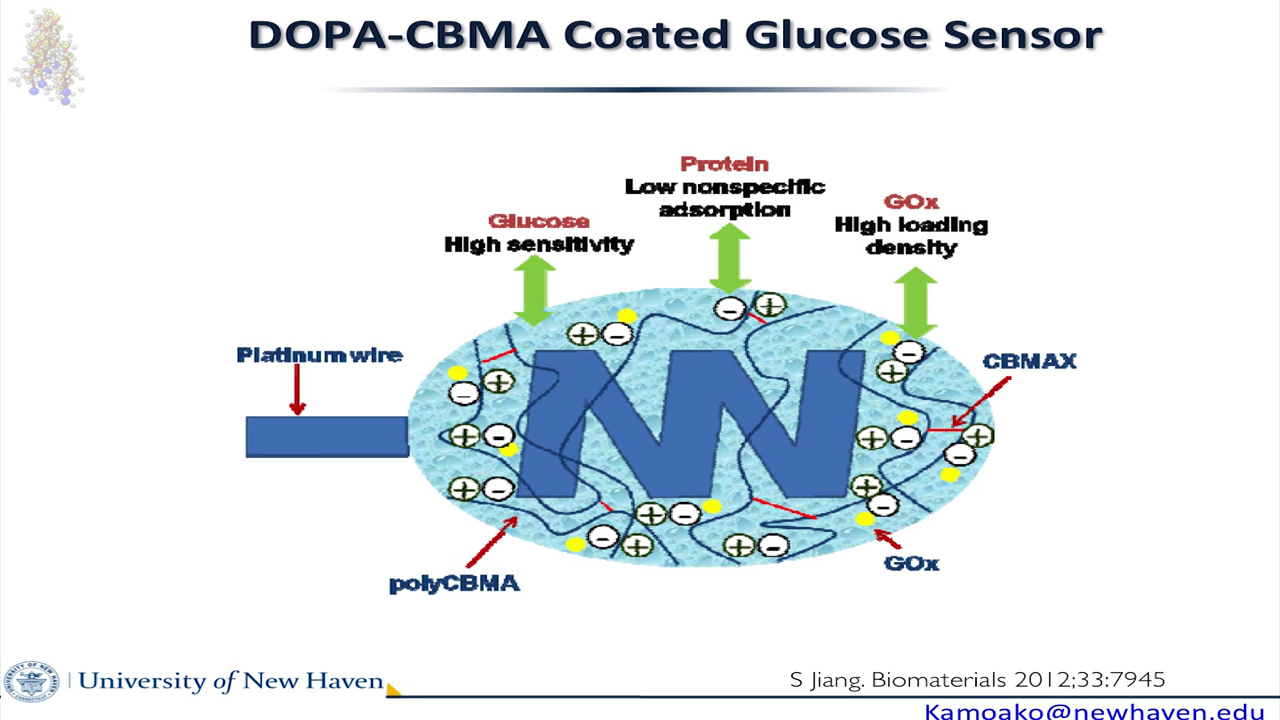 DOPA-CBMA Coated Glucose Sensor
Protein
Low nonspecific
adsorption
GOx
High loading
density
Glucose
High sensitivity
Platinum wire
CBMAX
GOx
polyCBMA
University of New Haven
S Jiang. Biomaterials 2012;33:7945
Kamoako@newhaven.edu